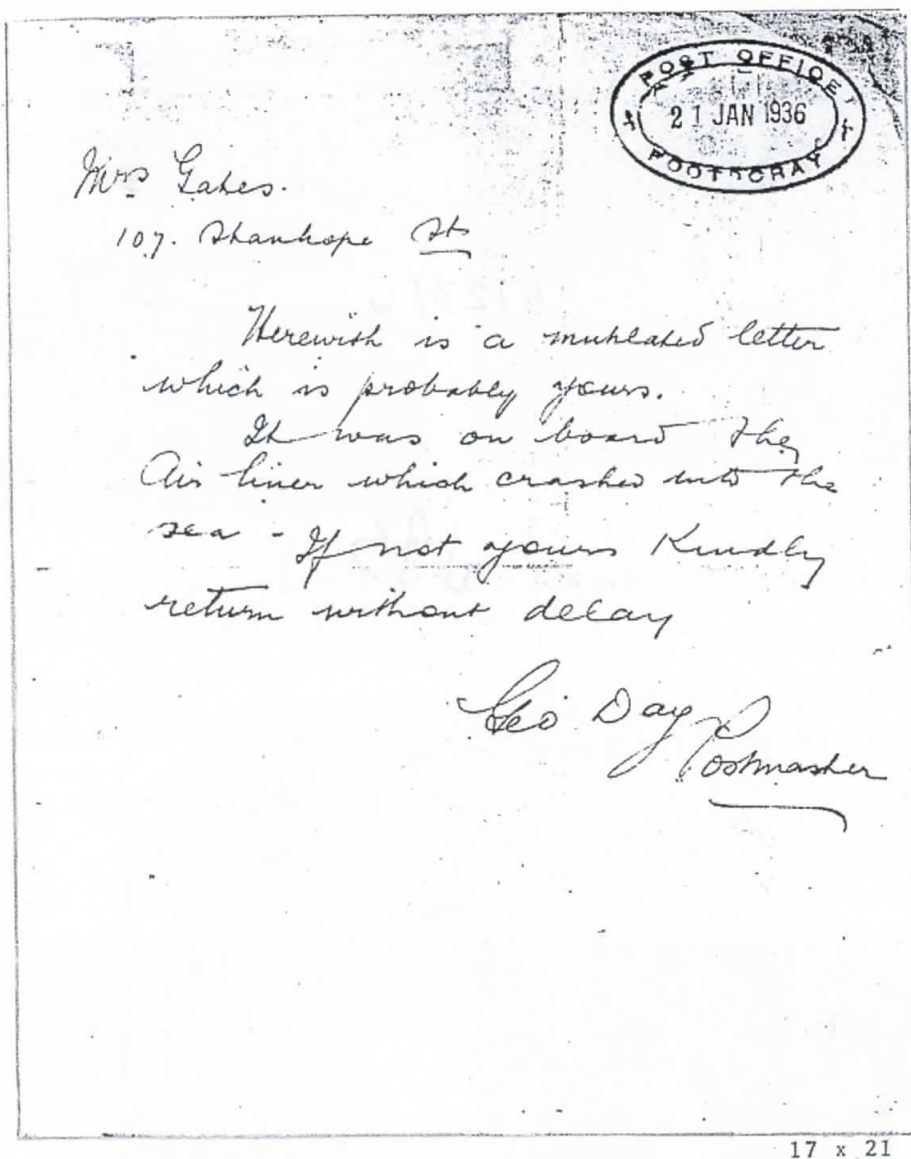 POST OFFICE
21 JAN 1936
FOOTSCRAY
Mrs Gates.
107. Stanhope St
Herewith is a mutilated letter
which is probably yours.
It was on board the
Air liner which crashed into the
sea - If not yours Kindly
return without delay
Geo Day
Postmaster
17 x 21